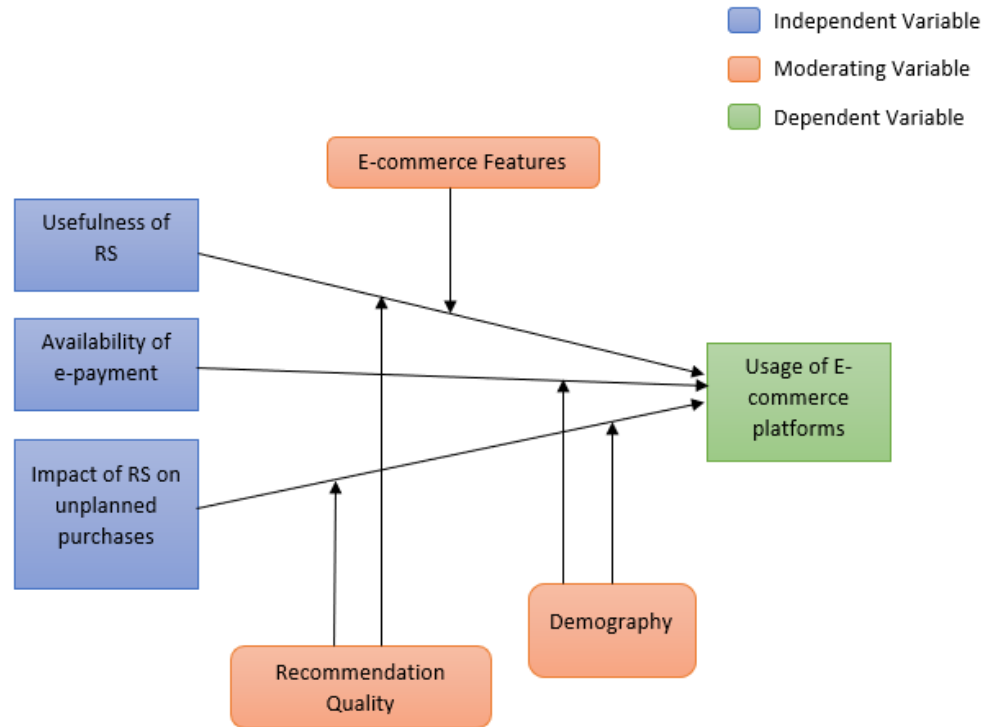 Independent Variable
Moderating Variable
Dependent Variable
E-commerce Features
Usefulness of
RS
Availability of
e-payment
Impact of RS on
unplanned
purchases
Usage of E-
commerce
platforms
Demography
Recommendation
Quality